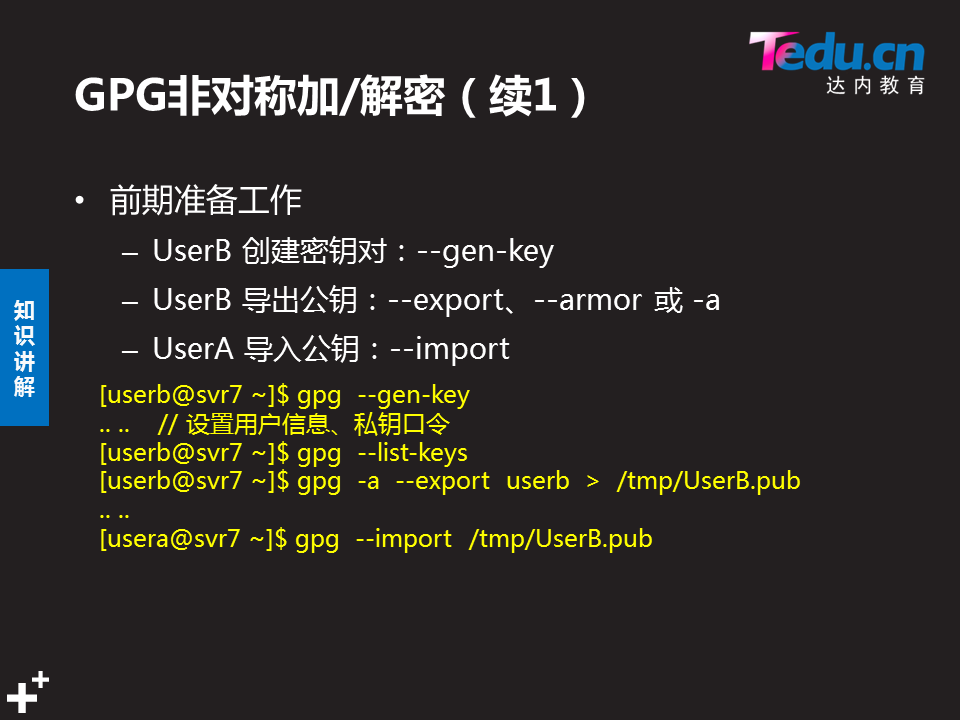 Tedu.cn
达内教育
GPG非对称加/解密（续1）
• 前期准备工作
– UserB 创建密钥对：--gen-key
– UserB 导出公钥：--export、--armor 或 -a
– UserA 导入公钥：--import
知识讲解
[userb@svr7 ~]$ gpg --gen-key
.. .. // 设置用户信息、私钥口令
[userb@svr7 ~]$ gpg --list-keys
[userb@svr7 ~]$ gpg -a --export userb > /tmp/UserB.pub
.. ..
[usera@svr7 ~]$ gpg --import /tmp/UserB.pub